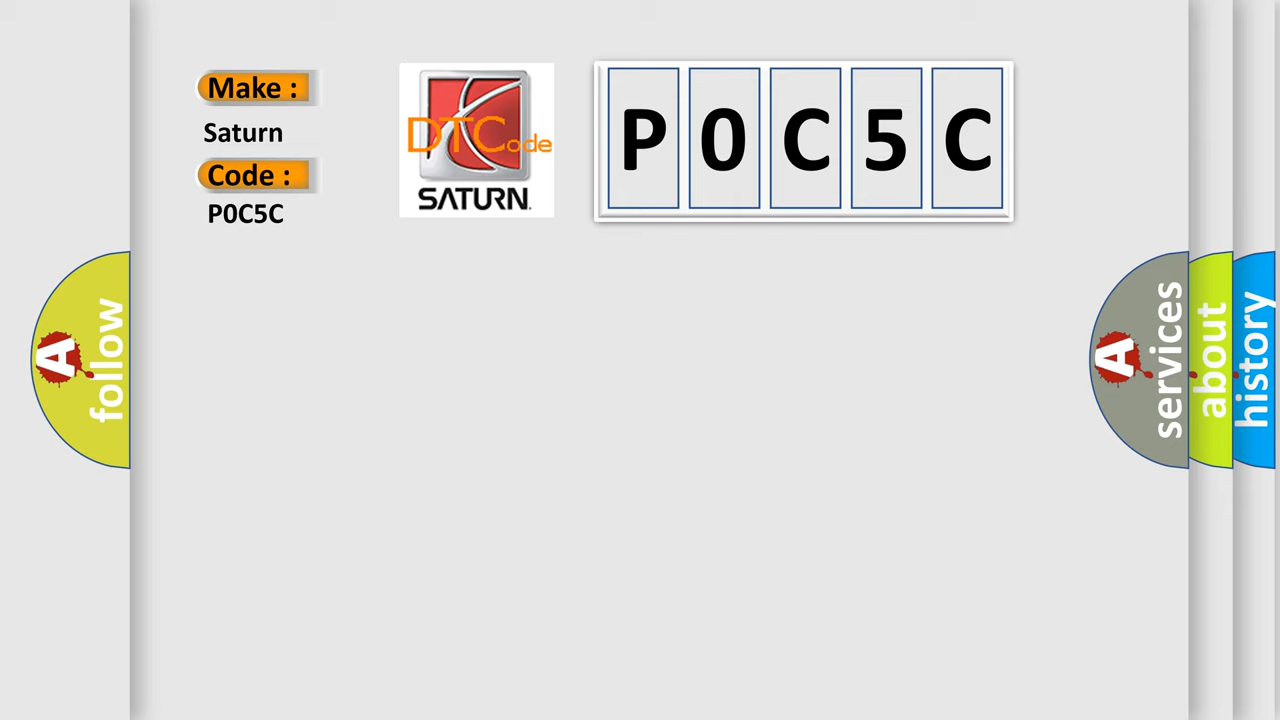 Make :
Saturn
Code :
P0C5C
DTCode
SATURN.
P 0 C 5 C
A follow
A services
about
history